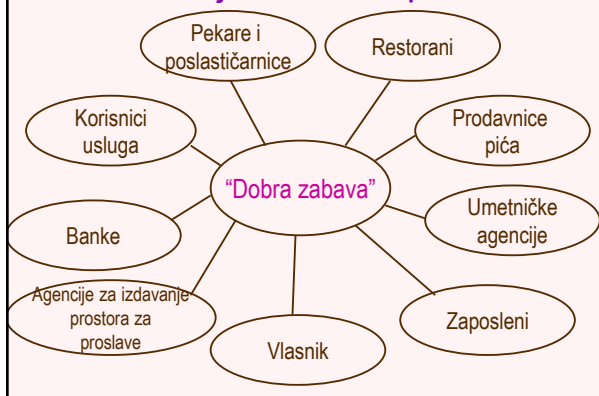 Pekare i
poslastičarnice
Restorani
Korisnici
usluga
Prodavnice
pića
“Dobra zabava”
Umetničke
agencije
Banke
Agencije za izdavanje
prostora za
proslave
Zaposleni
Vlasnik